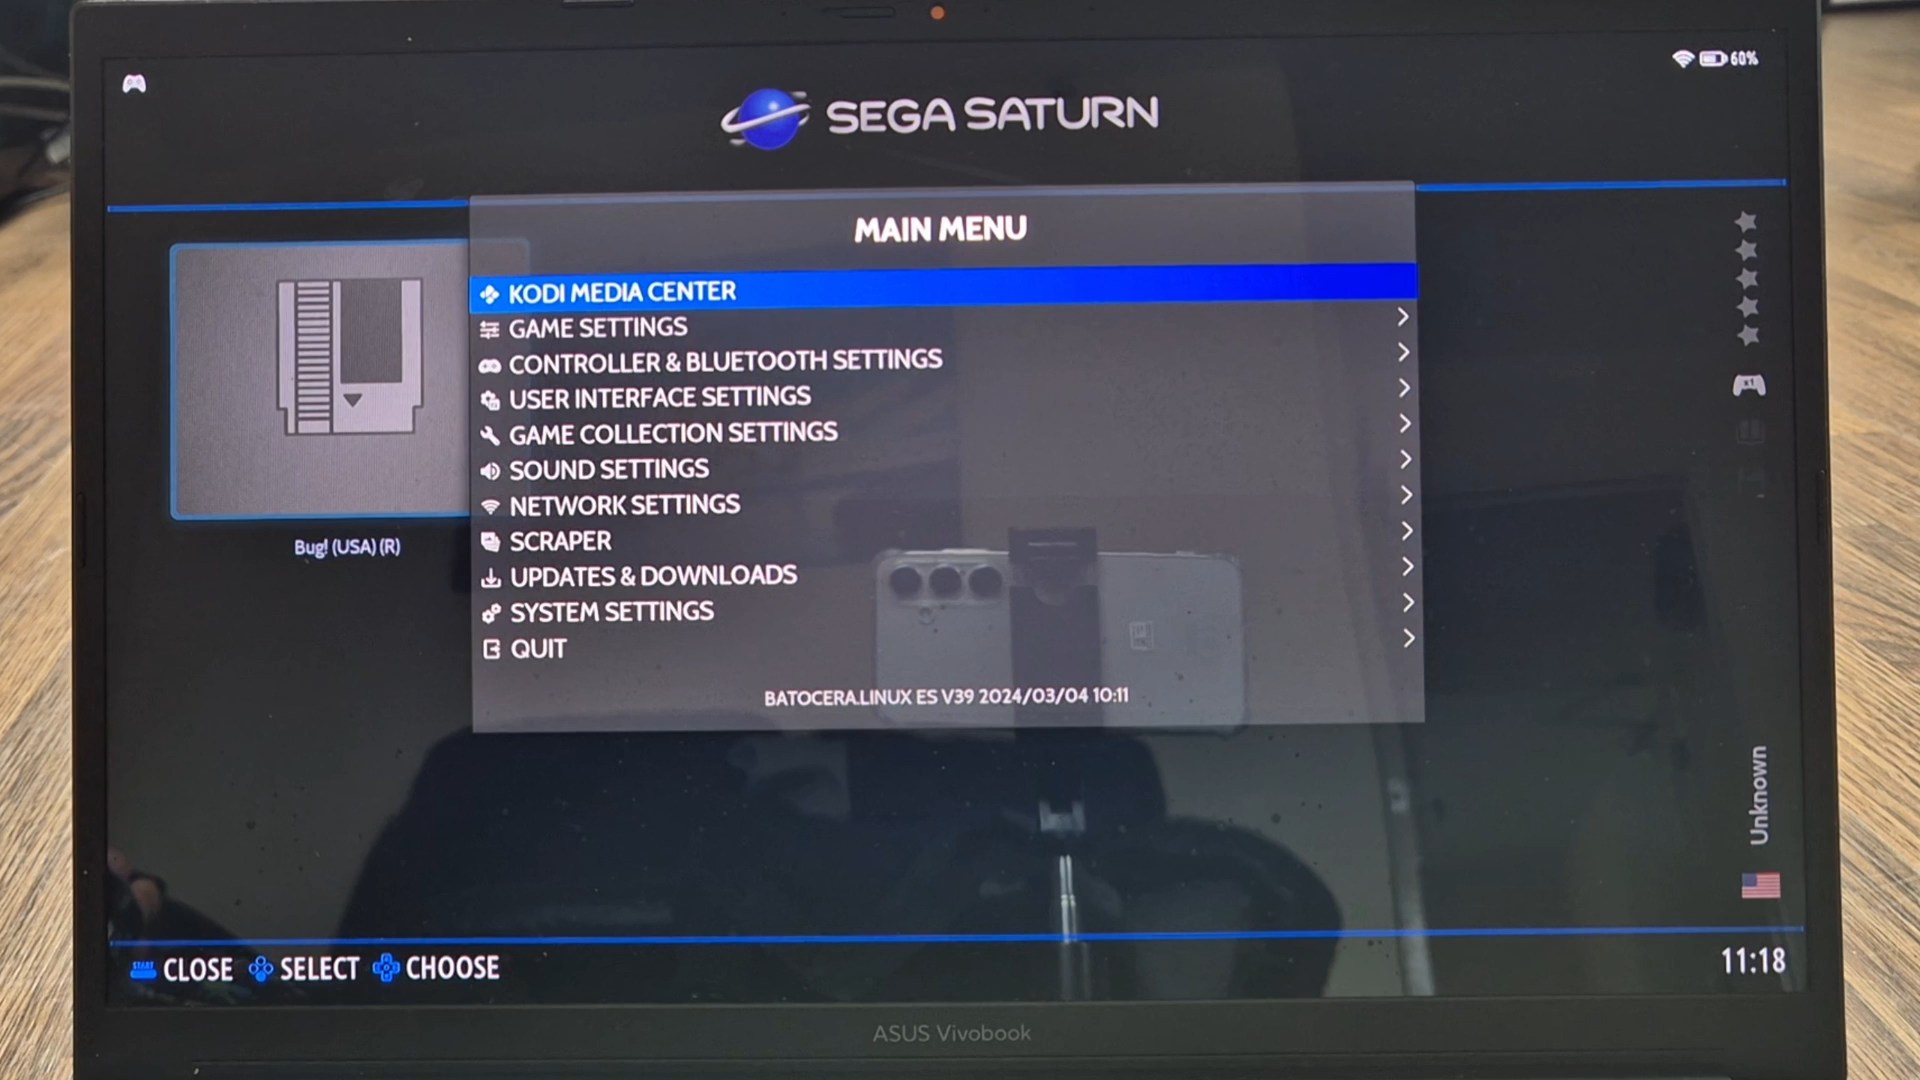 60%
SEGA SATURN
MAIN MENU
KODI MEDIA CENTER
GAME SETTINGS
CONTROLLER & BLUETOOTH SETTINGS
USER INTERFACE SETTINGS
GAME COLLECTION SETTINGS
SOUND SETTINGS
NETWORK SETTINGS
SCRAPER
UPDATES & DOWNLOADS
SYSTEM SETTINGS
QUIT
BATOCERA.LINUX ES V39 2024/03/04 10:11
Bug! (USA) (R)
x1
Unknown
START CLOSE SELECT CHOOSE
11:18
ASUS Vivobook